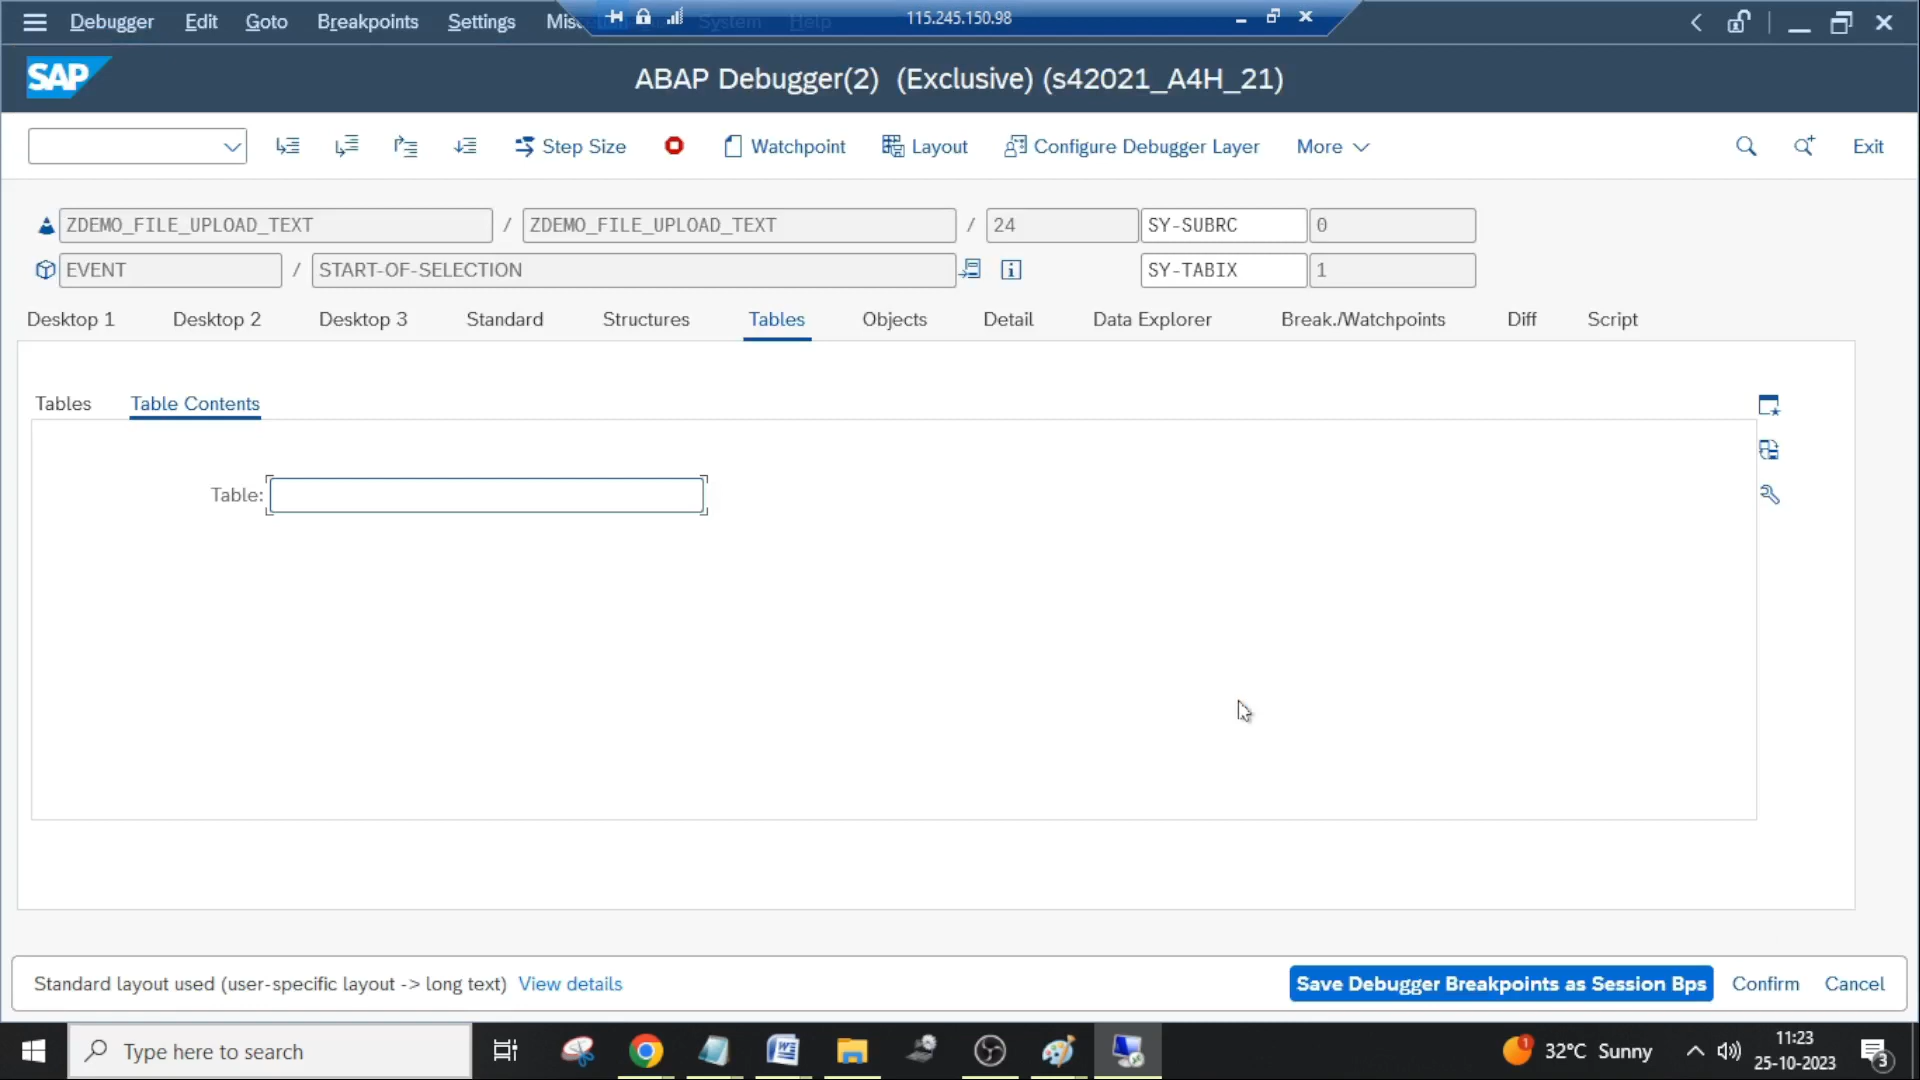 Debugger Edit Goto Breakpoints Settings 115.245.150.98 System Help
SAP ABAP Debugger(2) (Exclusive) (s42021_A4H_21)
Step Size Watchpoint Layout Configure Debugger Layer More Exit
ZDEMO_FILE_UPLOAD_TEXT / ZDEMO_FILE_UPLOAD_TEXT / 24 SY-SUBRC 0
EVENT / START-OF-SELECTION SY-TABIX 1
Desktop 1 Desktop 2 Desktop 3 Standard Structures Tables Objects Detail Data Explorer Break./Watchpoints Diff Script
Tables Table Contents
Table:
Standard layout used (user-specific layout -> long text) View details Save Debugger Breakpoints as Session Bps Confirm Cancel
Type here to search 1 32°C Sunny 11:23
25-10-2023 3